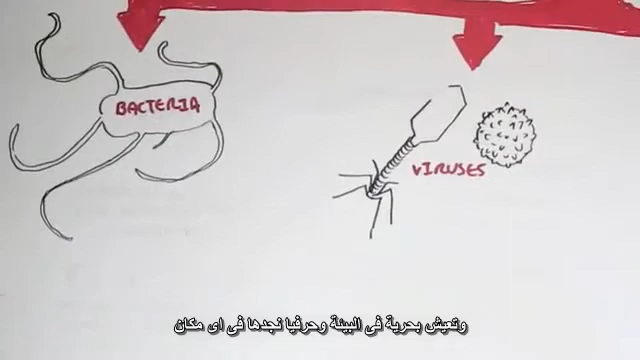 BACTERIA
VIRUSES
وتعيش بحرية فى البيئة وحرفيا نجدها فى اى مكان